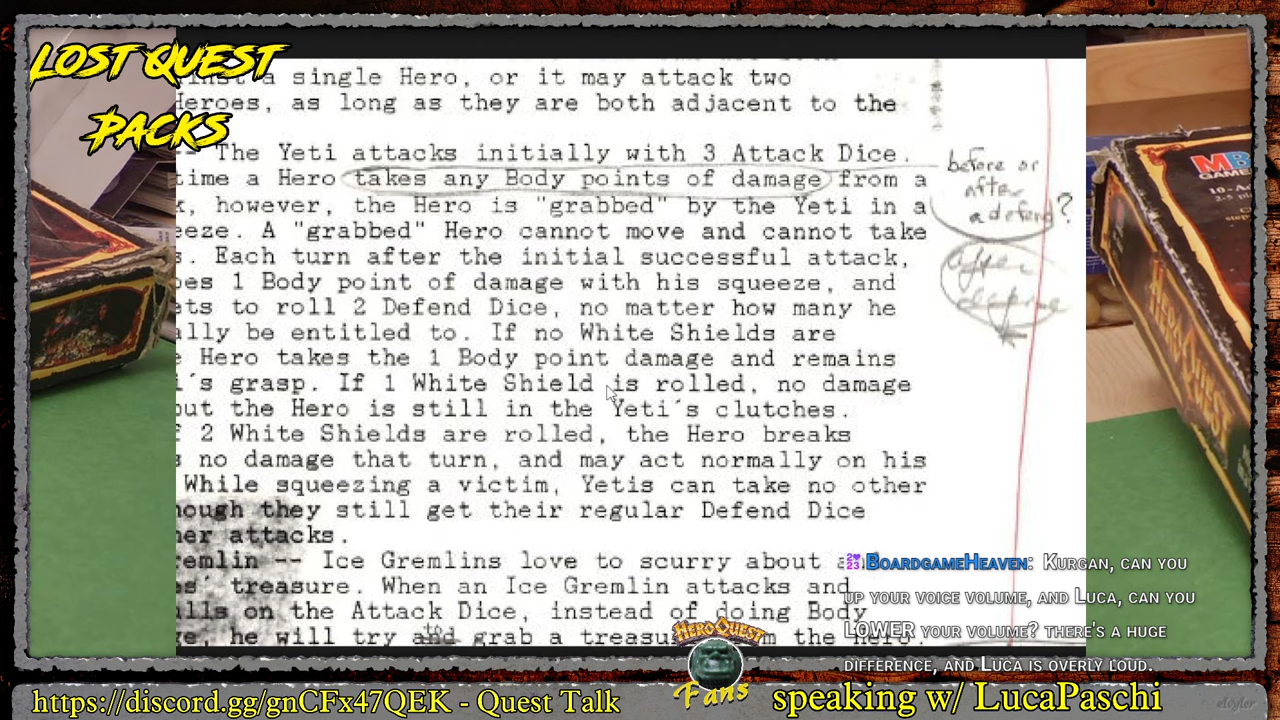 LOST QUEST
PACKS
a single Hero, or it may attack two
Heroes, as long as they are both adjacent to the
-- The Yeti attacks initially with 3 Attack Dice.
time a Hero takes any Body points of damage from a
however, the Hero is "grabbed" by the Yeti in a
A "grabbed" Hero cannot move and cannot take
Each turn after the initial successful attack,
1 Body point of damage with his squeeze, and
to roll 2 Defend Dice, no matter how many he
be entitled to. If no White Shields are
Hero takes the 1 Body point damage and remains
grasp. If 1 White Shield is rolled, no damage
but the Hero is still in the Yeti´s clutches.
2 White Shields are rolled, the Hero breaks
no damage that turn, and may act normally on his
While squeezing a victim, Yetis can take no other
they still get their regular Defend Dice
attacks.
-- Ice Gremlins love to scurry about
treasure. When an Ice Gremlin attacks and
on the Attack Dice, instead of doing Body
he will try and grab a the Hero.
before or
after
a defend?
after
defend
MB
BoardgameHeaven: Kurgan, can you
up your voice volume, and Luca, can you
LOWER your volume? there's a huge
difference, and Luca is overly loud.
HeroQuest
Fans
https://discord.gg/gnCFx47QEK - Quest Talk
speaking w/ LucaPaschi